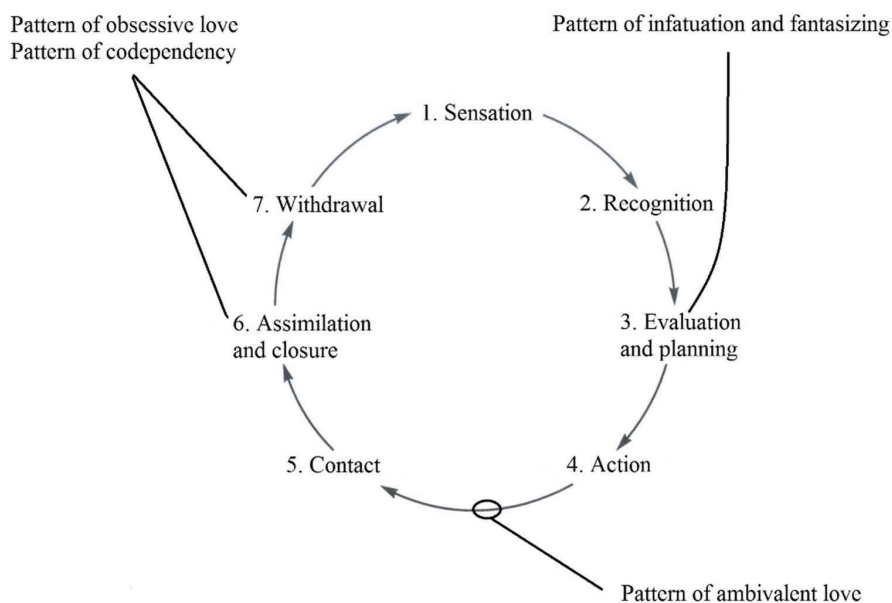 Pattern of obsessive love
Pattern of codependency
Pattern of infatuation and fantasizing
1. Sensation
2. Recognition
3. Evaluation
and planning
4. Action
5. Contact
6. Assimilation
and closure
7. Withdrawal
Pattern of ambivalent love